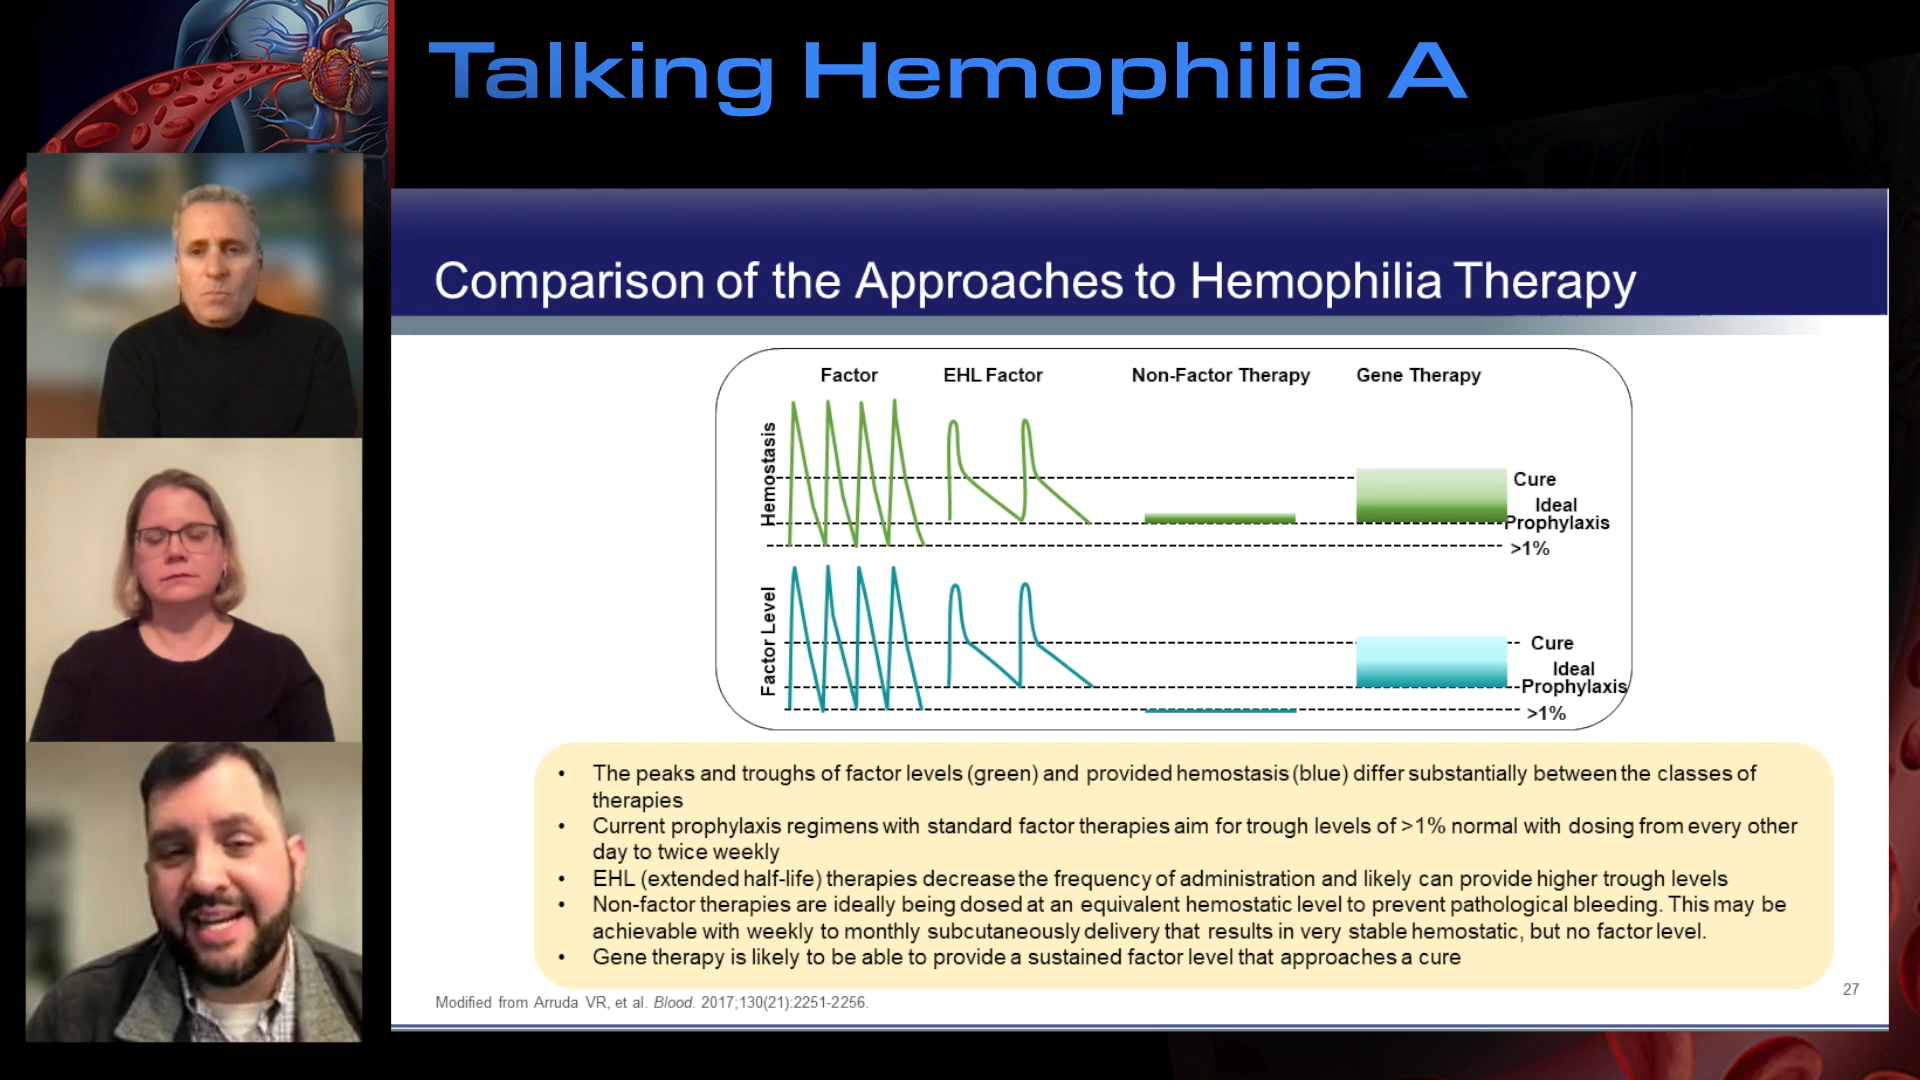 Talking Hemophilia A
Comparison of the Approaches to Hemophilia Therapy
Factor
EHL Factor
Non-Factor Therapy
Gene Therapy
Hemostasis
Cure
Ideal
Prophylaxis
>1%
Factor Level
Cure
Ideal
Prophylaxis
>1%
• The peaks and troughs of factor levels (green) and provided hemostasis (blue) differ substantially between the classes of
therapies
• Current prophylaxis regimens with standard factor therapies aim for trough levels of >1% normal with dosing from every other
day to twice weekly
• EHL (extended half-life) therapies decrease the frequency of administration and likely can provide higher trough levels
• Non-factor therapies are ideally being dosed at an equivalent hemostatic level to prevent pathological bleeding. This may be
achievable with weekly to monthly subcutaneously delivery that results in very stable hemostatic, but no factor level.
• Gene therapy is likely to be able to provide a sustained factor level that approaches a cure
Modified from Arruda VR, et al. Blood. 2017;130(21):2251-2256.
27